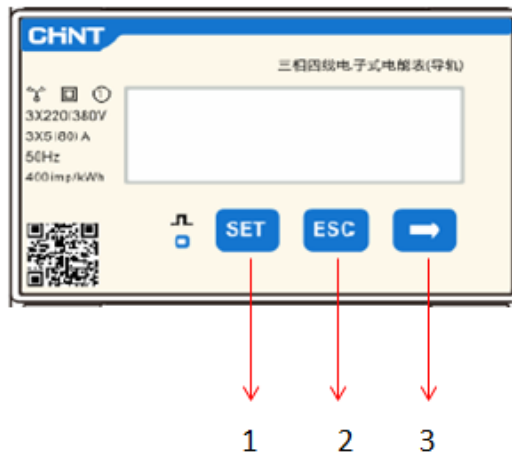 CHNT
三相四线电子式电能表(导轨)
3X220/380V
3X5(80)A
50Hz
400imp/kWh
SET
ESC
1
2
3